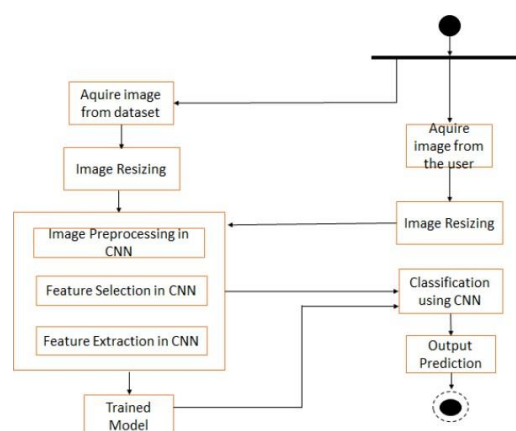 Aquire image
from dataset
Image Resizing
Image Preprocessing in
CNN
Feature Selection in CNN
Feature Extraction in CNN
Trained
Model
Aquire
image from
the user
Image Resizing
Classification
using CNN
Output
Prediction